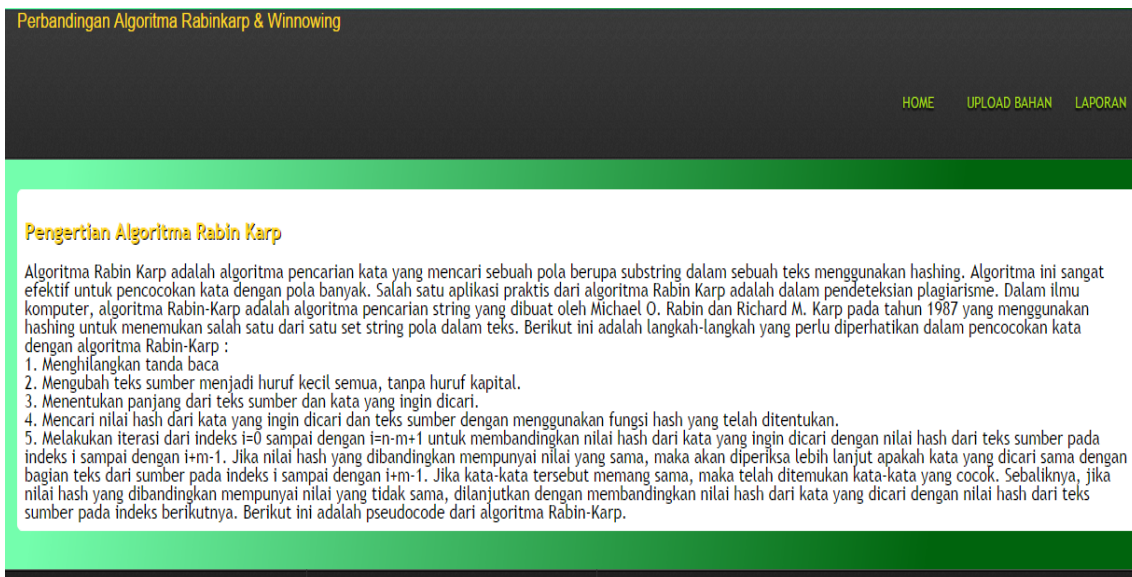 Perbandingan Algoritma Rabinkarp & Winnowing
HOME UPLOAD BAHAN LAPORAN
Pengertian Algoritma Rabin Karp
Algoritma Rabin Karp adalah algoritma pencarian kata yang mencari sebuah pola berupa substring dalam sebuah teks menggunakan hashing. Algoritma ini sangat
efektif untuk pencocokan kata dengan pola banyak. Salah satu aplikasi praktis dari algoritma Rabin Karp adalah dalam pendeteksian plagiarisme. Dalam ilmu
komputer, algoritma Rabin-Karp adalah algoritma pencarian string yang dibuat oleh Michael O. Rabin dan Richard M. Karp pada tahun 1987 yang menggunakan
hashing untuk menemukan salah satu dari satu set string pola dalam teks. Berikut ini adalah langkah-langkah yang perlu diperhatikan dalam pencocokan kata
dengan algoritma Rabin-Karp :
1. Menghilangkan tanda baca
2. Mengubah teks sumber menjadi huruf kecil semua, tanpa huruf kapital.
3. Menentukan panjang dari teks sumber dan kata yang ingin dicari.
4. Mencari nilai hash dari kata yang ingin dicari dan teks sumber dengan menggunakan fungsi hash yang telah ditentukan.
5. Melakukan iterasi dari indeks i=0 sampai dengan i=n-m+1 untuk membandingkan nilai hash dari kata yang ingin dicari dengan nilai hash dari teks sumber pada
indeks i sampai dengan i+m-1. Jika nilai hash yang dibandingkan mempunyai nilai yang sama, maka akan diperiksa lebih lanjut apakah kata yang dicari sama dengan
bagian teks dari sumber pada indeks i sampai dengan i+m-1. Jika kata-kata tersebut memang sama, maka telah ditemukan kata-kata yang cocok. Sebaliknya, jika
nilai hash yang dibandingkan mempunyai nilai yang tidak sama, dilanjutkan dengan membandingkan nilai hash dari kata yang dicari dengan nilai hash dari teks
sumber pada indeks berikutnya. Berikut ini adalah pseudocode dari algoritma Rabin-Karp.